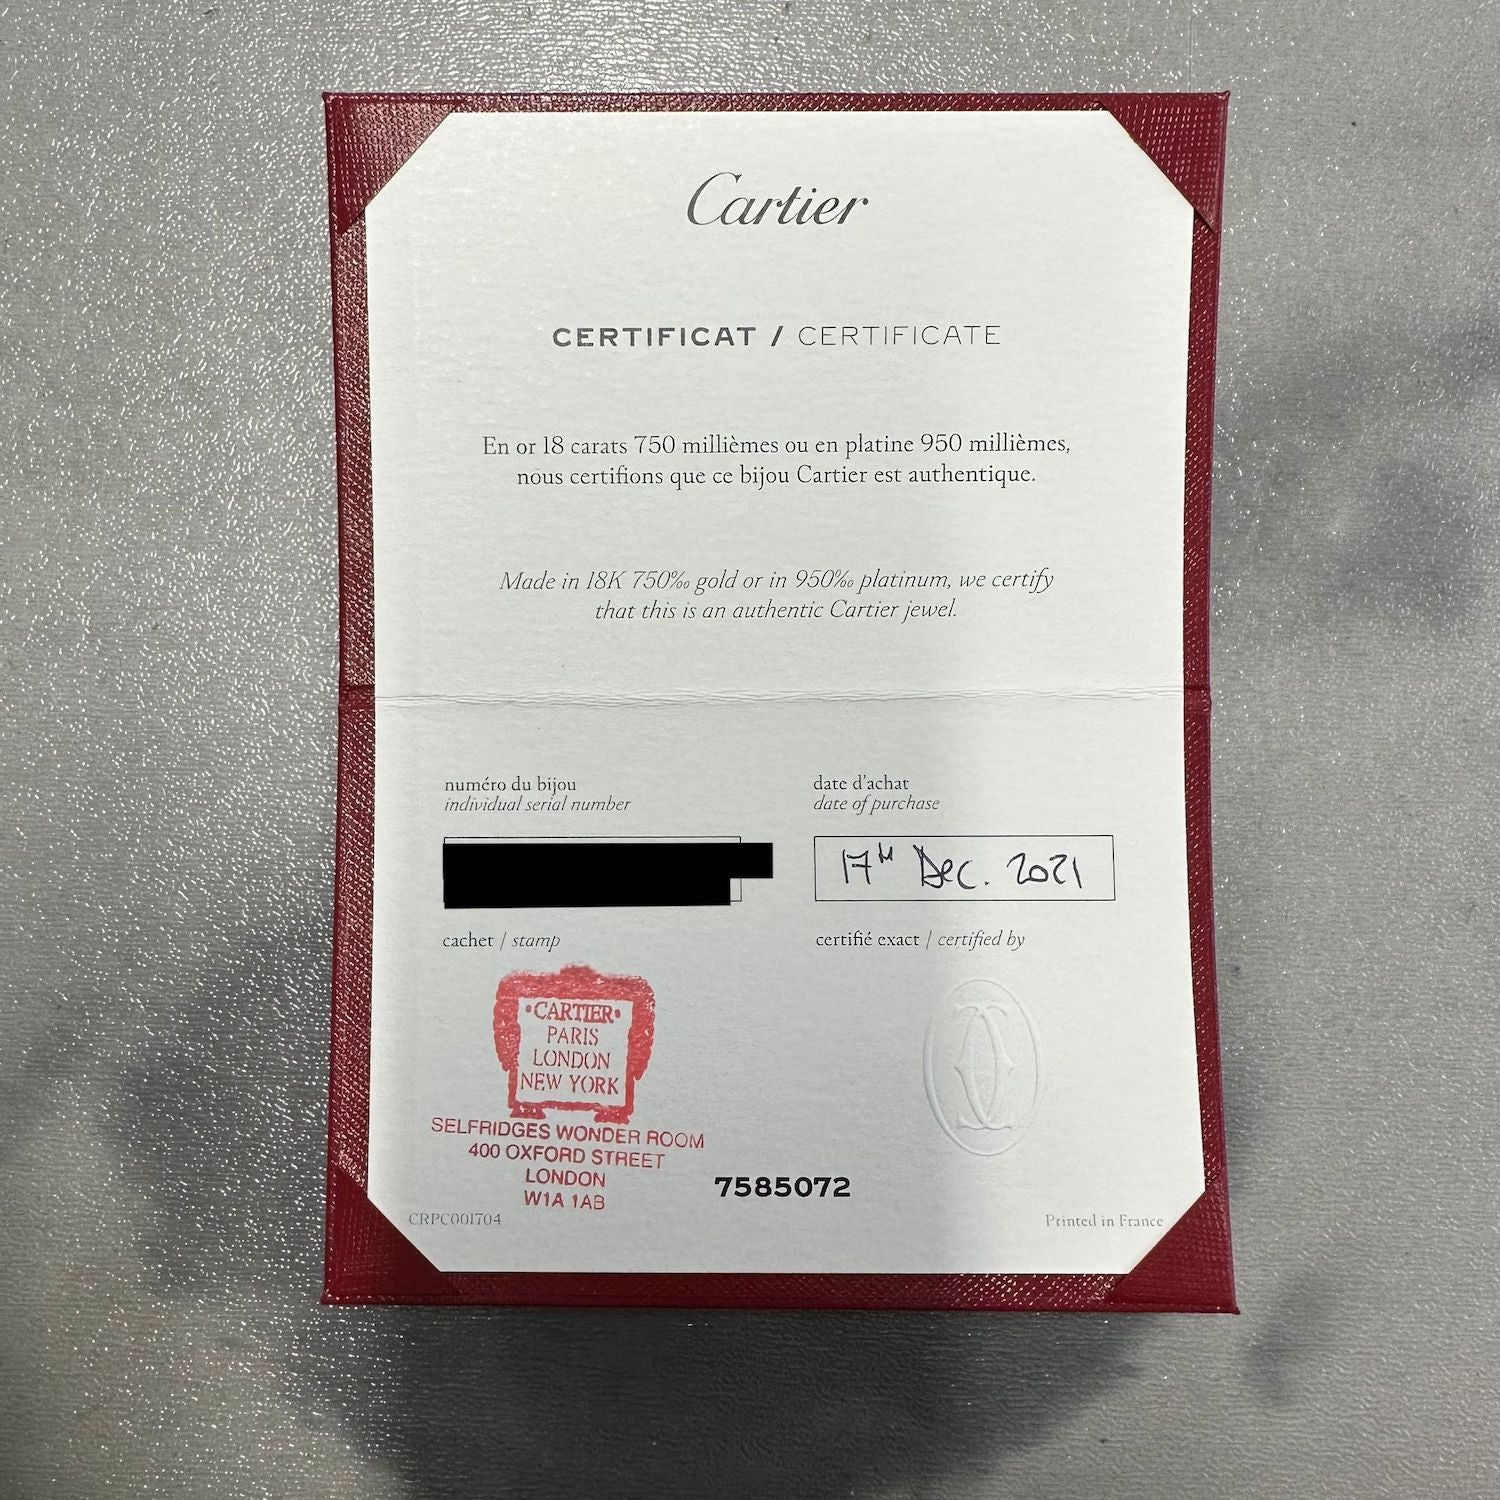 Cartier
CERTIFICAT / CERTIFICATE
En or 18 carats 750 millièmes ou en platine 950 millièmes,
nous certifions que ce bijou Cartier est authentique.
Made in 18K 750‰ gold or in 950‰ platinum, we certify
that this is an authentic Cartier jewel.
numéro du bijou
individual serial number
date d'achat
date of purchase
17th Dec. 2021
cachet / stamp
certifié exact / certified by
•CARTIER•
PARIS
LONDON
NEW YORK
SELFRIDGES WONDER ROOM
400 OXFORD STREET
LONDON
W1A 1AB
7585072
CRPC001704
Printed in France